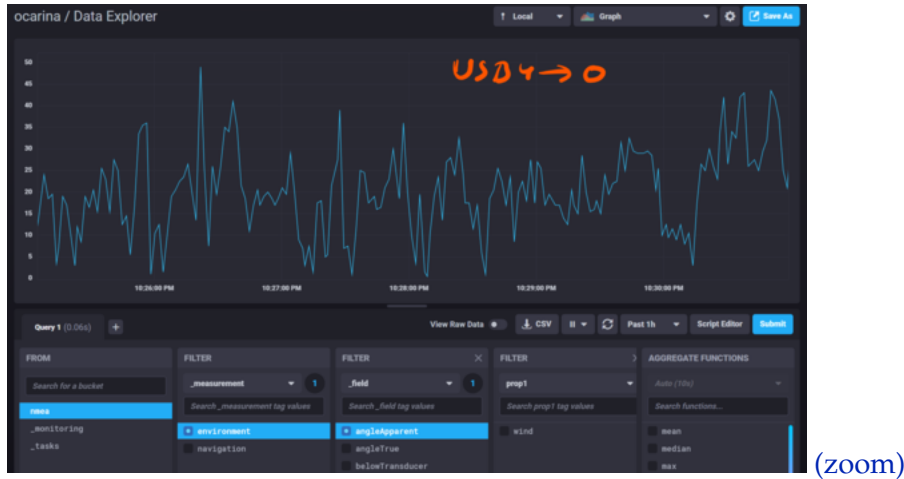 ocarina / Data Explorer
Local
Graph
Save As
USB 4 → 0
50
45
40
35
30
25
20
15
10
5
0
10:26:00 PM 10:27:00 PM 10:28:00 PM 10:29:00 PM 10:30:00 PM
Query 1 (0.06s) +
View Raw Data
CSV
Past 1h
Script Editor
Submit
FROM
Search for a bucket
nmea
_monitoring
_tasks
FILTER
_measurement 1
Search _measurement tag values
environment
navigation
FILTER
_field 1
Search _field tag values
angleApparent
angleTrue
belowTransducer
FILTER
prop1
Search prop1 tag values
wind
AGGREGATE FUNCTIONS
Auto (10s)
Search functions...
mean
median
max
(zoom)